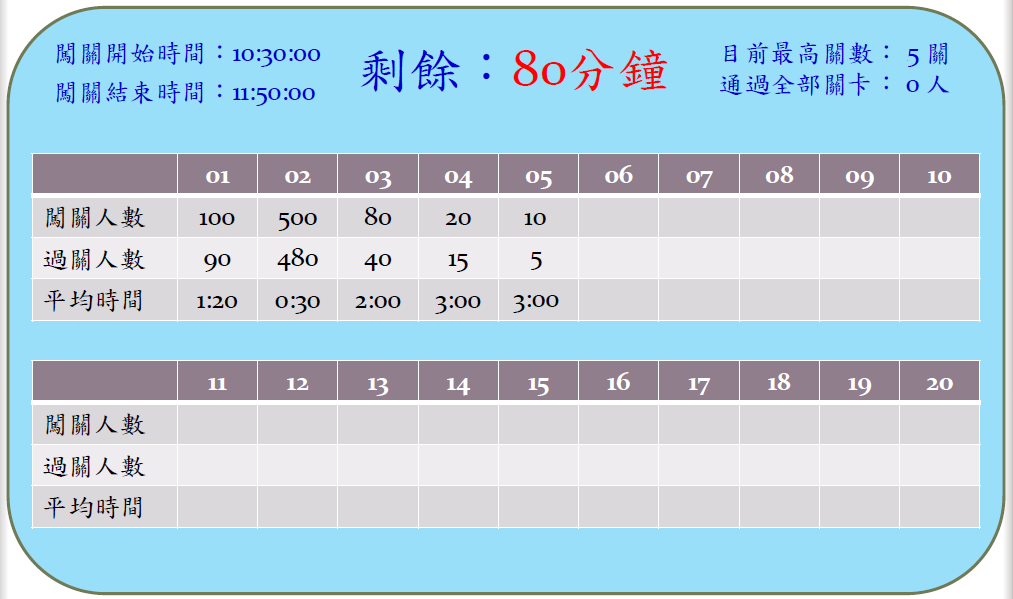 闖關開始時間：10:30:00
闖關結束時間：11:50:00
剩餘：80分鐘
目前最高關數： 5 關
通過全部關卡： 0 人
01 02 03 04 05 06 07 08 09 10
闖關人數 100 500 80 20 10
過關人數 90 480 40 15 5
平均時間 1:20 0:30 2:00 3:00 3:00
11 12 13 14 15 16 17 18 19 20
闖關人數
過關人數
平均時間